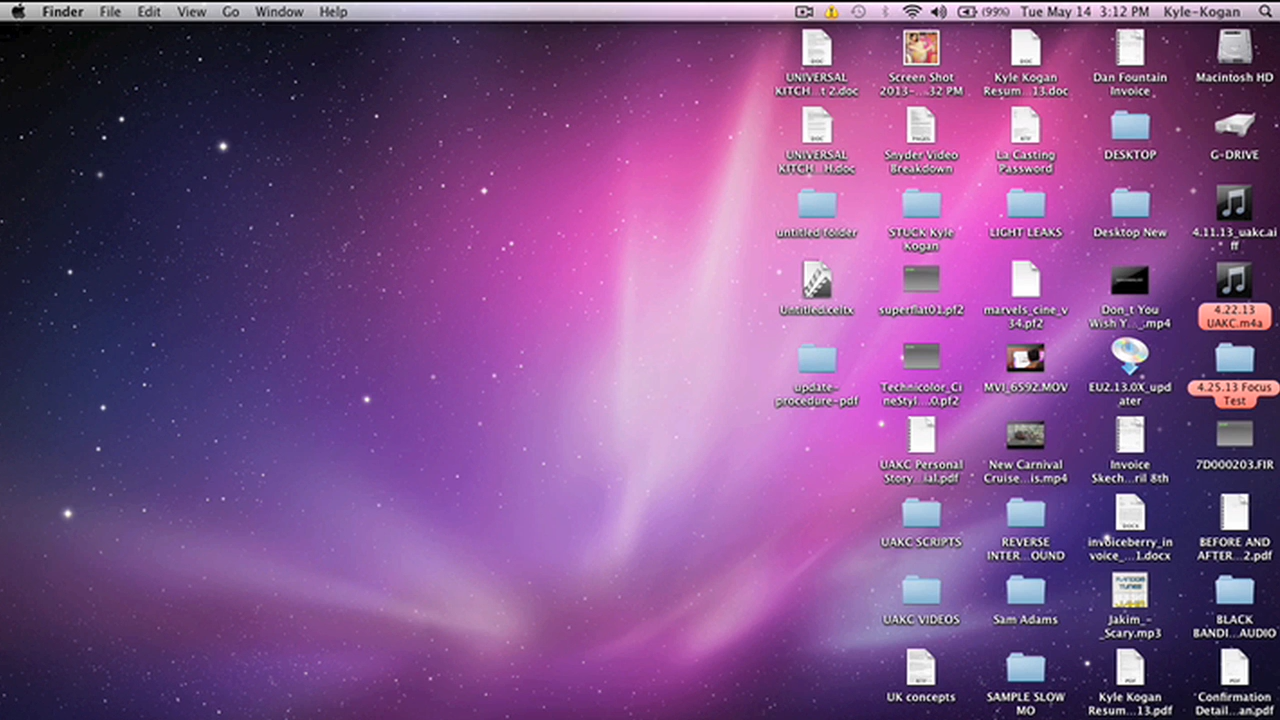 Finder File Edit View Go Window Help (99%) Tue May 14 3:12 PM Kyle-Kogan
UNIVERSAL
KITCH...t 2.doc
Screen Shot
2013-...32 PM
Kyle Kogan
Resum...13.doc
Dan Fountain
Invoice
Macintosh HD
UNIVERSAL
KITCH...H.doc
Snyder Video
Breakdown
La Casting
Password
DESKTOP
G-DRIVE
untitled folder
STUCK Kyle
Kogan
LIGHT LEAKS
Desktop New
4.11.13_uakc.ai
ff
Untitled.celtx
superflat01.pf2
marvels_cine_v
34.pf2
Don_t You
Wish Y..._.mp4
4.22.13
UAKC.m4a
update-
procedure-pdf
Technicolor_Ci
neStyl...0.pf2
MVI_6592.MOV
EU2.13.0X_upd
ater
4.25.13 Focus
Test
UAKC Personal
Story...ial.pdf
New Carnival
Cruise...is.mp4
Invoice
Skech...ril 8th
7D000203.FIR
UAKC SCRIPTS
REVERSE
INTER...OUND
invoiceberry_in
voice_...1.docx
BEFORE AND
AFTER...2.pdf
UAKC VIDEOS
Sam Adams
Jakim_-
_Scary.mp3
BLACK
BANDI...AUDIO
UK concepts
SAMPLE SLOW
MO
Kyle Kogan
Resum...13.pdf
Confirmation
Detail...an.pdf